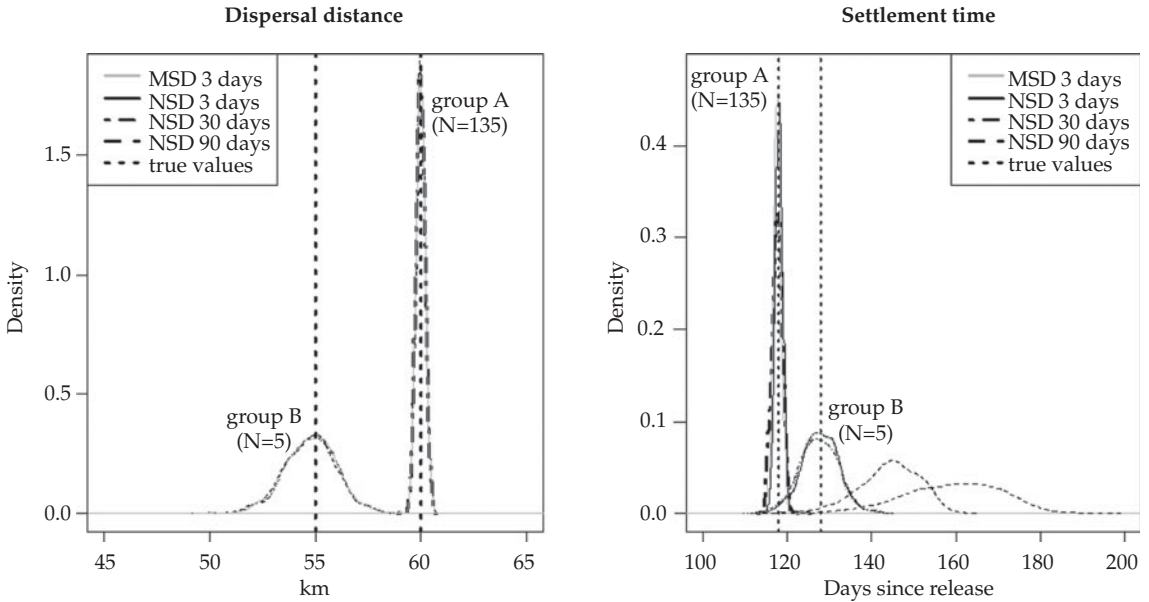 Dispersal distance
MSD 3 days
NSD 3 days
NSD 30 days
NSD 90 days
true values
group A
(N=135)
group B
(N=5)
Density
1.5
1.0
0.5
0.0
45 50 55 60 65
km
Settlement time
group A
(N=135)
MSD 3 days
NSD 3 days
NSD 30 days
NSD 90 days
true values
group B
(N=5)
Density
0.4
0.3
0.2
0.1
0.0
100 120 140 160 180 200
Days since release